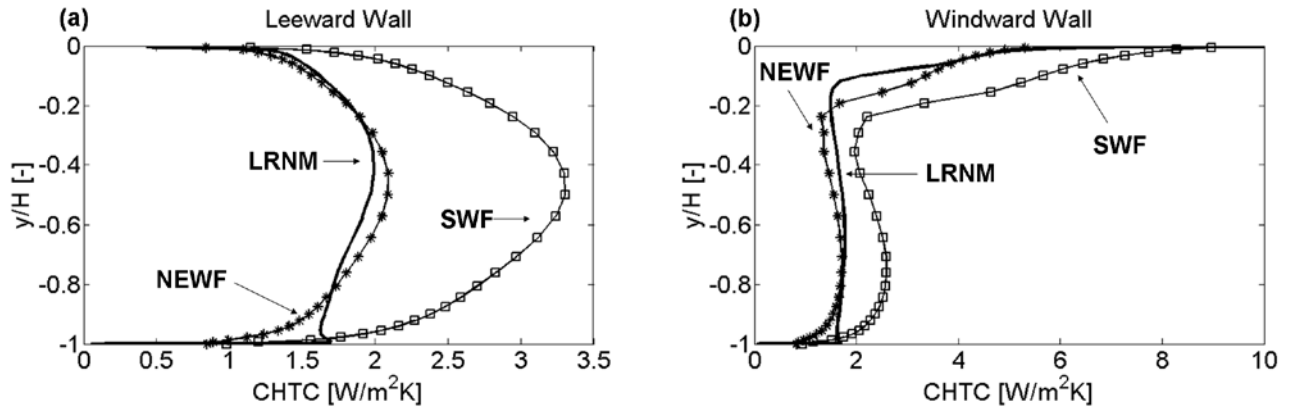 (a)
Leeward Wall
0
-0.2
-0.4
-0.6
-0.8
-1
y/H [-]
LRNM
SWF
NEWF
0
0.5
1
1.5
2
2.5
3
3.5
CHTC [W/m²K]
(b)
Windward Wall
0
-0.2
-0.4
-0.6
-0.8
-1
y/H [-]
NEWF
LRNM
SWF
0
2
4
6
8
10
CHTC [W/m²K]